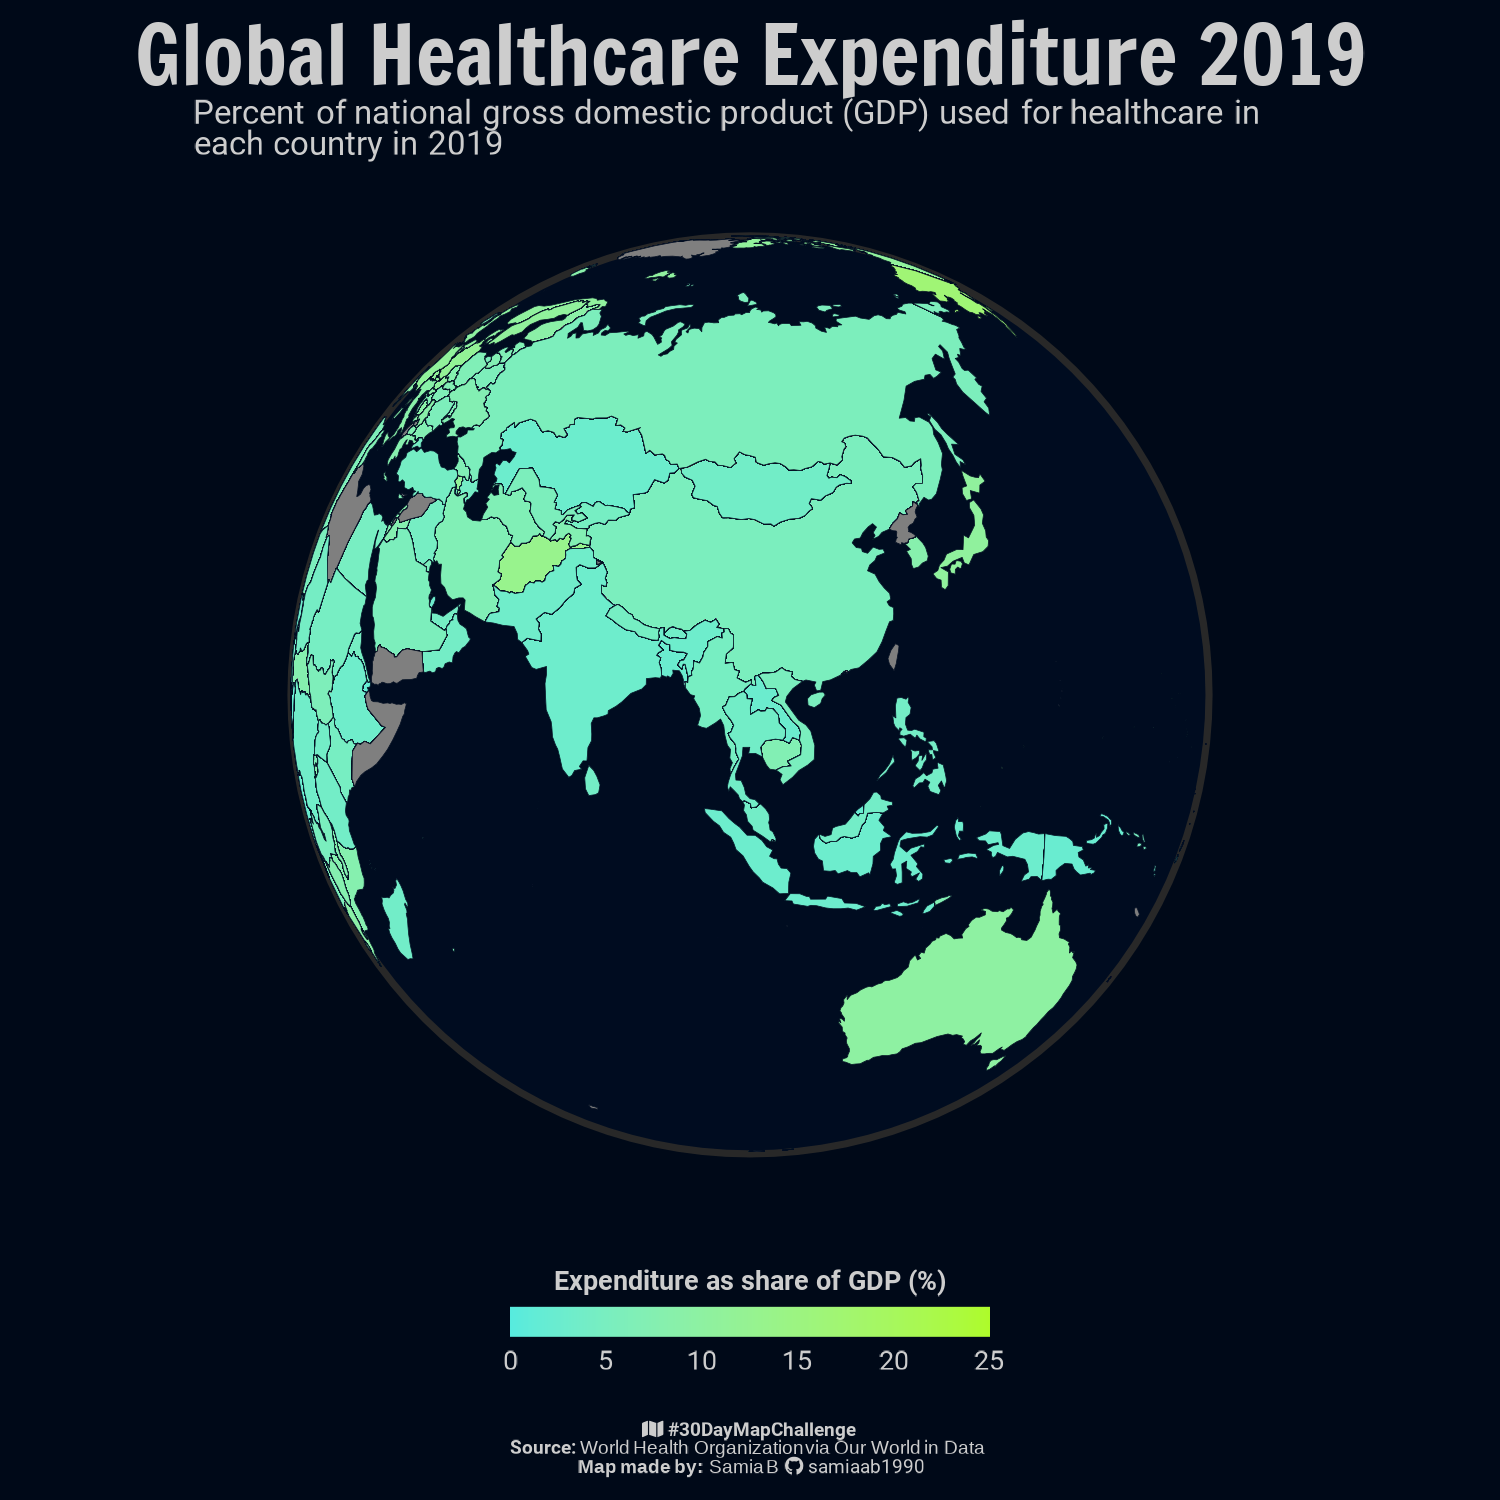 Global Healthcare Expenditure 2019
Percent of national gross domestic product (GDP) used for healthcare in
each country in 2019
Expenditure as share of GDP (%)
0 5 10 15 20 25
#30DayMapChallenge
Source: World Health Organization via Our World in Data
Map made by: Samia B samiaab1990